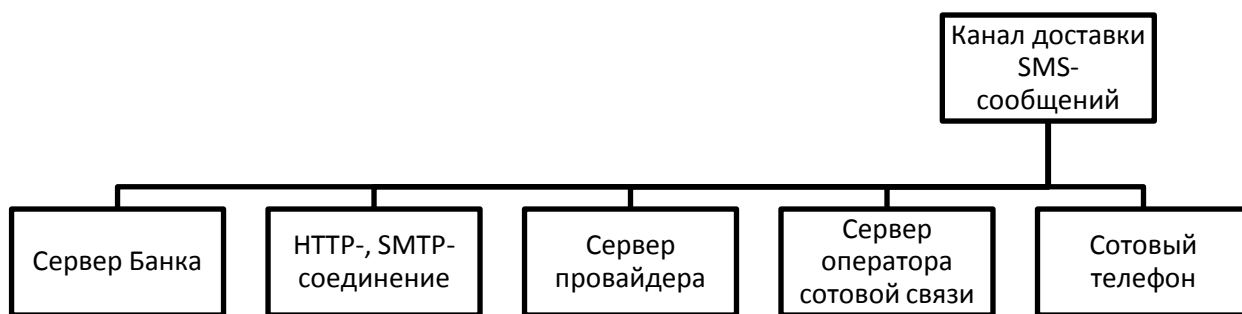 Канал доставки
SMS-
сообщений
Сервер Банка
HTTP-, SMTP-
соединение
Сервер
провайдера
Сервер
оператора
сотовой связи
Сотовый
телефон